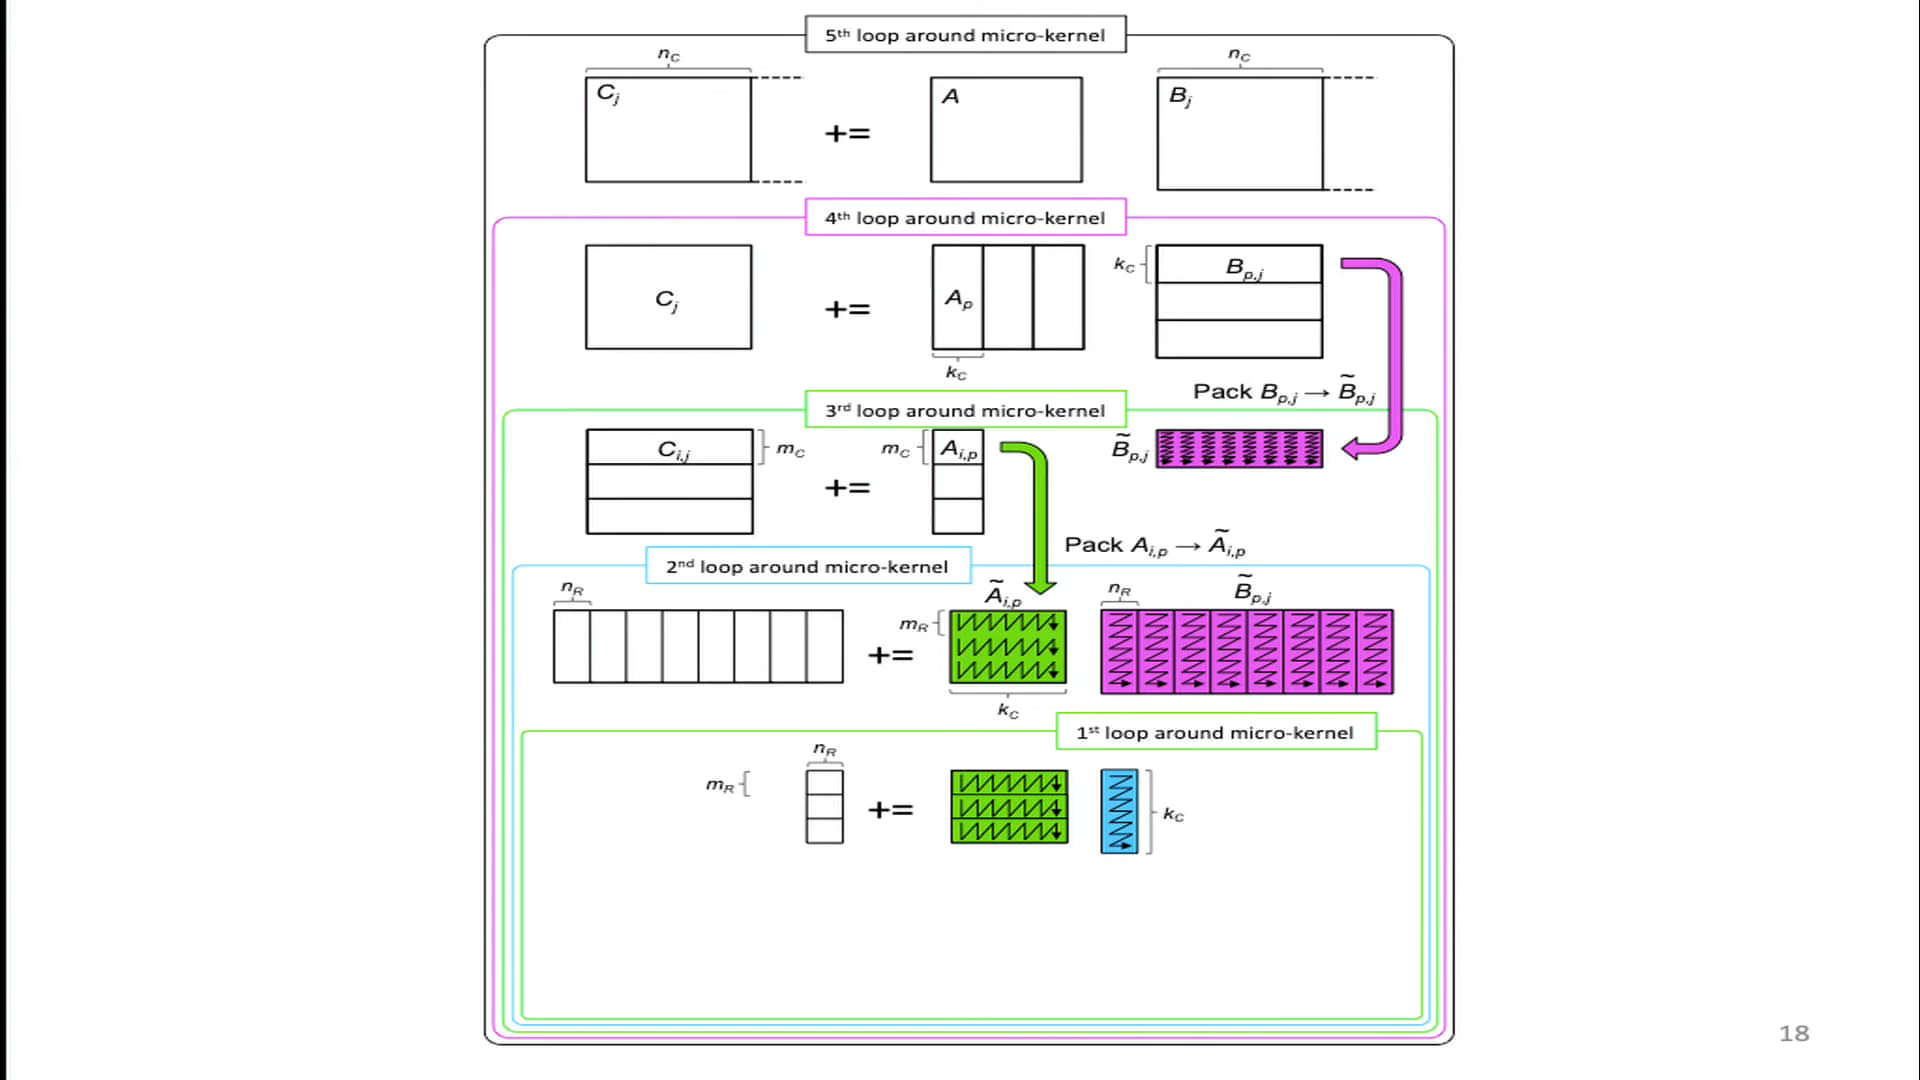 5th loop around micro-kernel
nC nC
Cj += A Bj
4th loop around micro-kernel
Cj += Ap kC Bp,j
kC
Pack Bp,j → B̃p,j
3rd loop around micro-kernel
Ci,j mC += mC Ai,p B̃p,j
Pack Ai,p → Ãi,p
2nd loop around micro-kernel
nR Ãi,p nR B̃p,j
+= mR
kC
1st loop around micro-kernel
nR
mR += kC
18